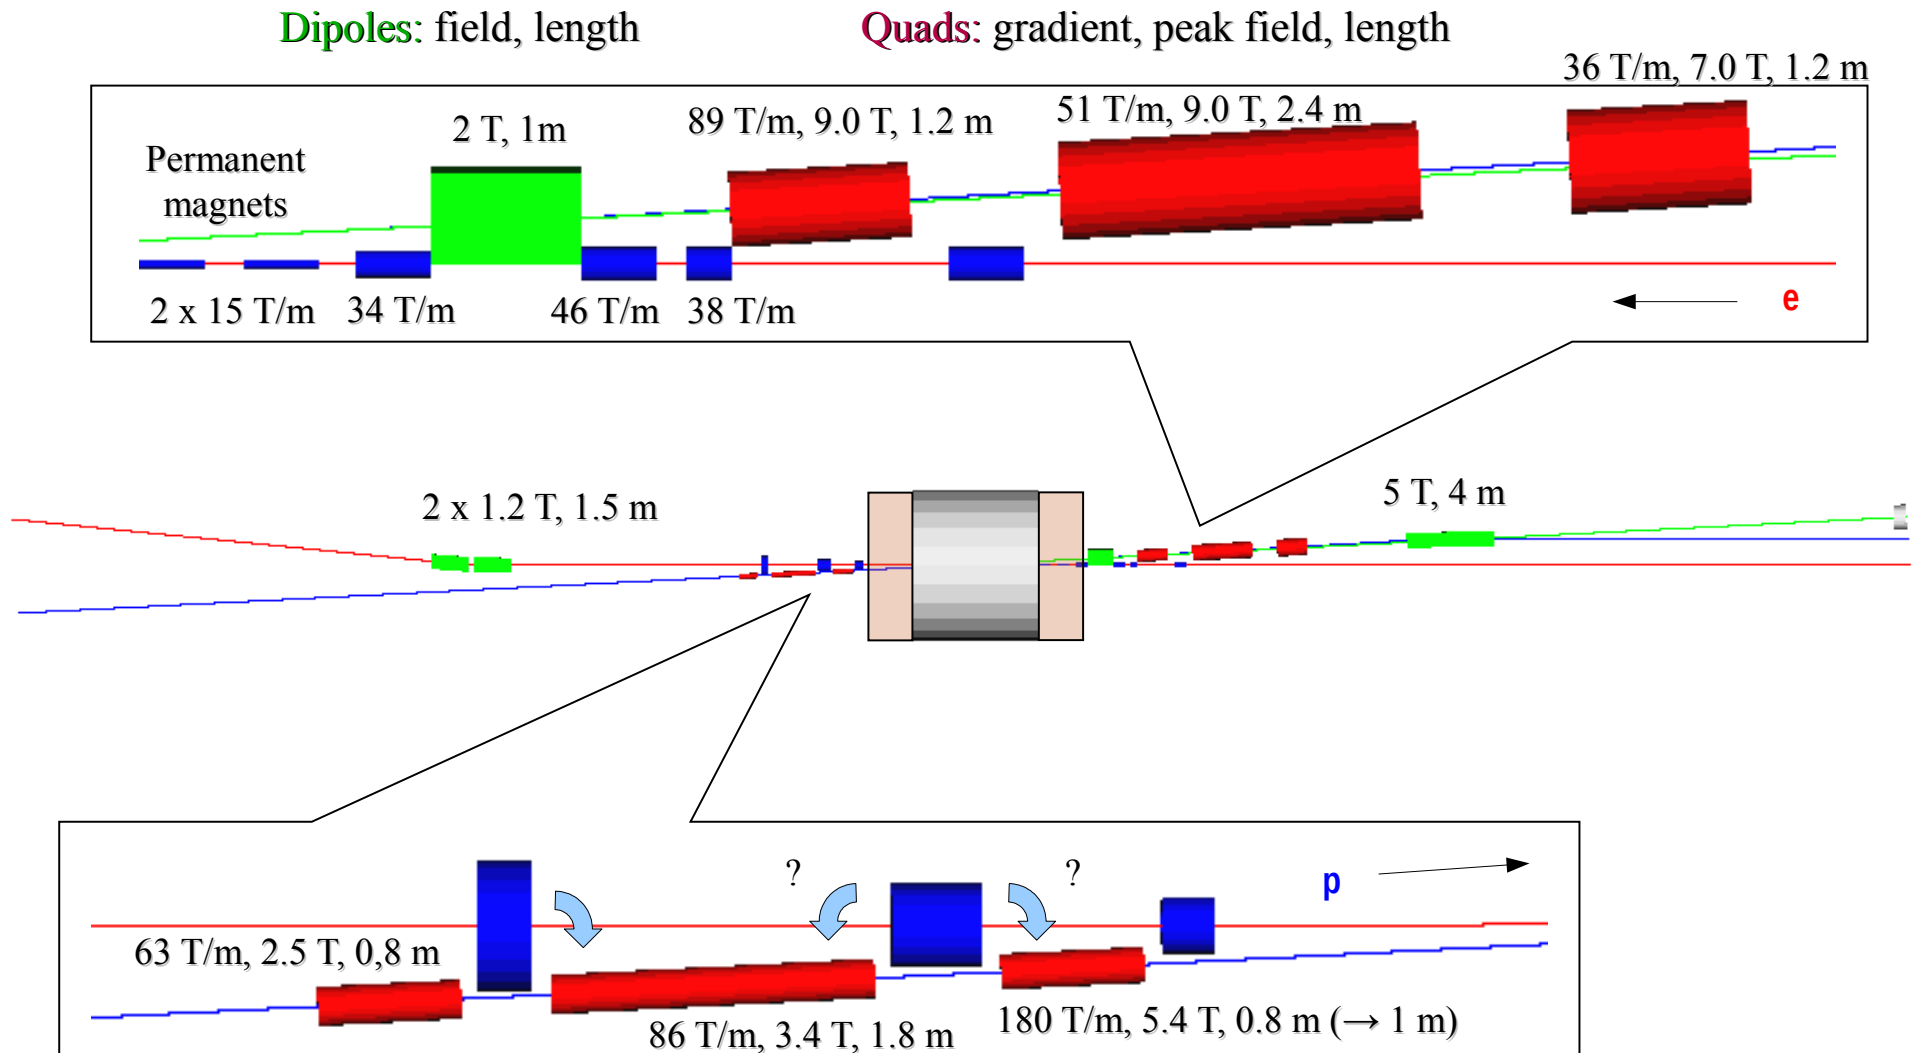 Dipoles: field, length
Quads: gradient, peak field, length
36 T/m, 7.0 T, 1.2 m
2 T, 1m
89 T/m, 9.0 T, 1.2 m
51 T/m, 9.0 T, 2.4 m
Permanent
magnets
2 x 15 T/m
34 T/m
46 T/m
38 T/m
e
2 x 1.2 T, 1.5 m
5 T, 4 m
?
?
p
63 T/m, 2.5 T, 0,8 m
86 T/m, 3.4 T, 1.8 m
180 T/m, 5.4 T, 0.8 m (→ 1 m)